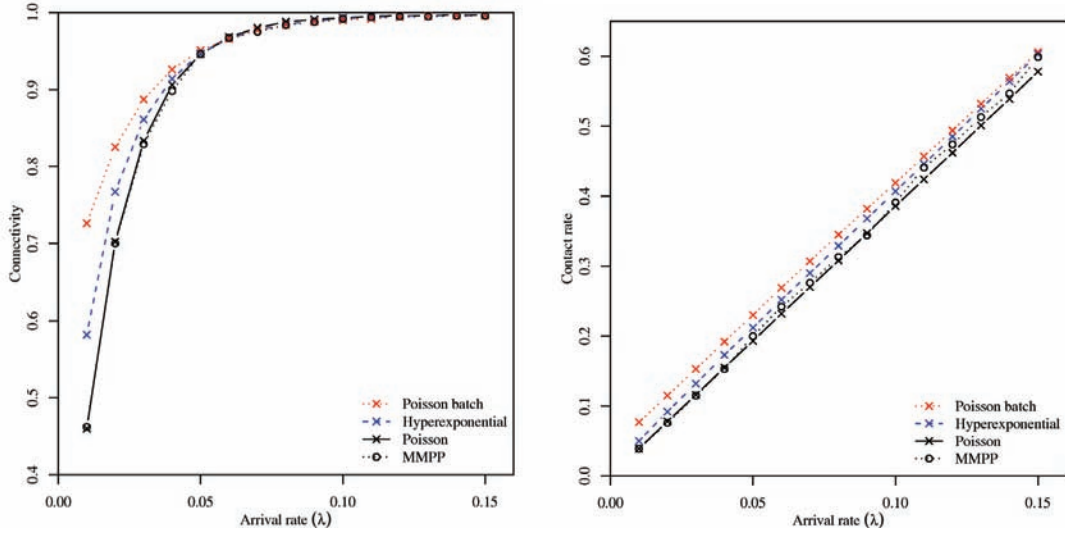 Connectivity
1.0
0.9
0.8
0.7
0.6
0.5
0.4
Poisson batch
Hyperexponential
Poisson
MMPP
0.00
0.05
0.10
0.15
Arrival rate (λ)
Contact rate
0.6
0.5
0.4
0.3
0.2
0.1
0.0
Poisson batch
Hyperexponential
Poisson
MMPP
0.00
0.05
0.10
0.15
Arrival rate (λ)